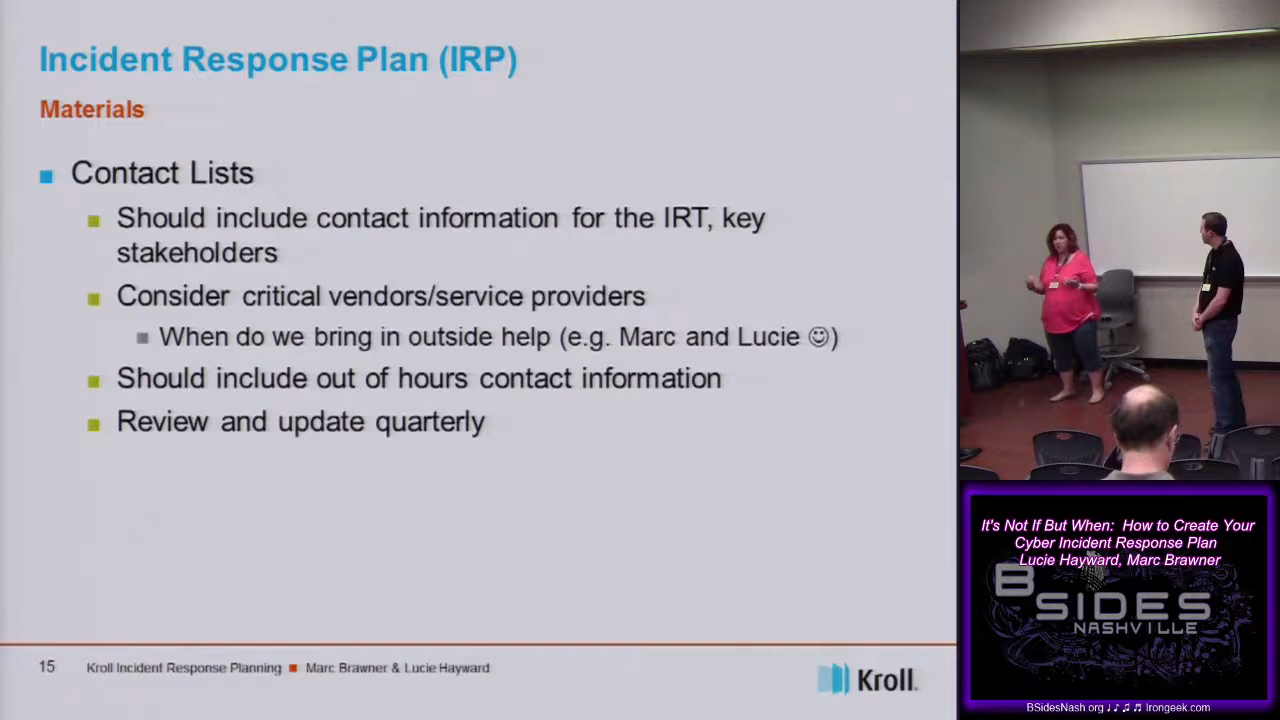 Incident Response Plan (IRP)
Materials
Contact Lists
Should include contact information for the IRT, key
stakeholders
Consider critical vendors/service providers
When do we bring in outside help (e.g. Marc and Lucie ☺)
Should include out of hours contact information
Review and update quarterly
15 Kroll Incident Response Planning ■ Marc Brawner & Lucie Hayward
Kroll
It's Not If But When: How to Create Your
Cyber Incident Response Plan
Lucie Hayward, Marc Brawner
BSIDES
NASHVILLE
BSidesNash.org ♩ ♪ ♫ ♬ Irongeek.com